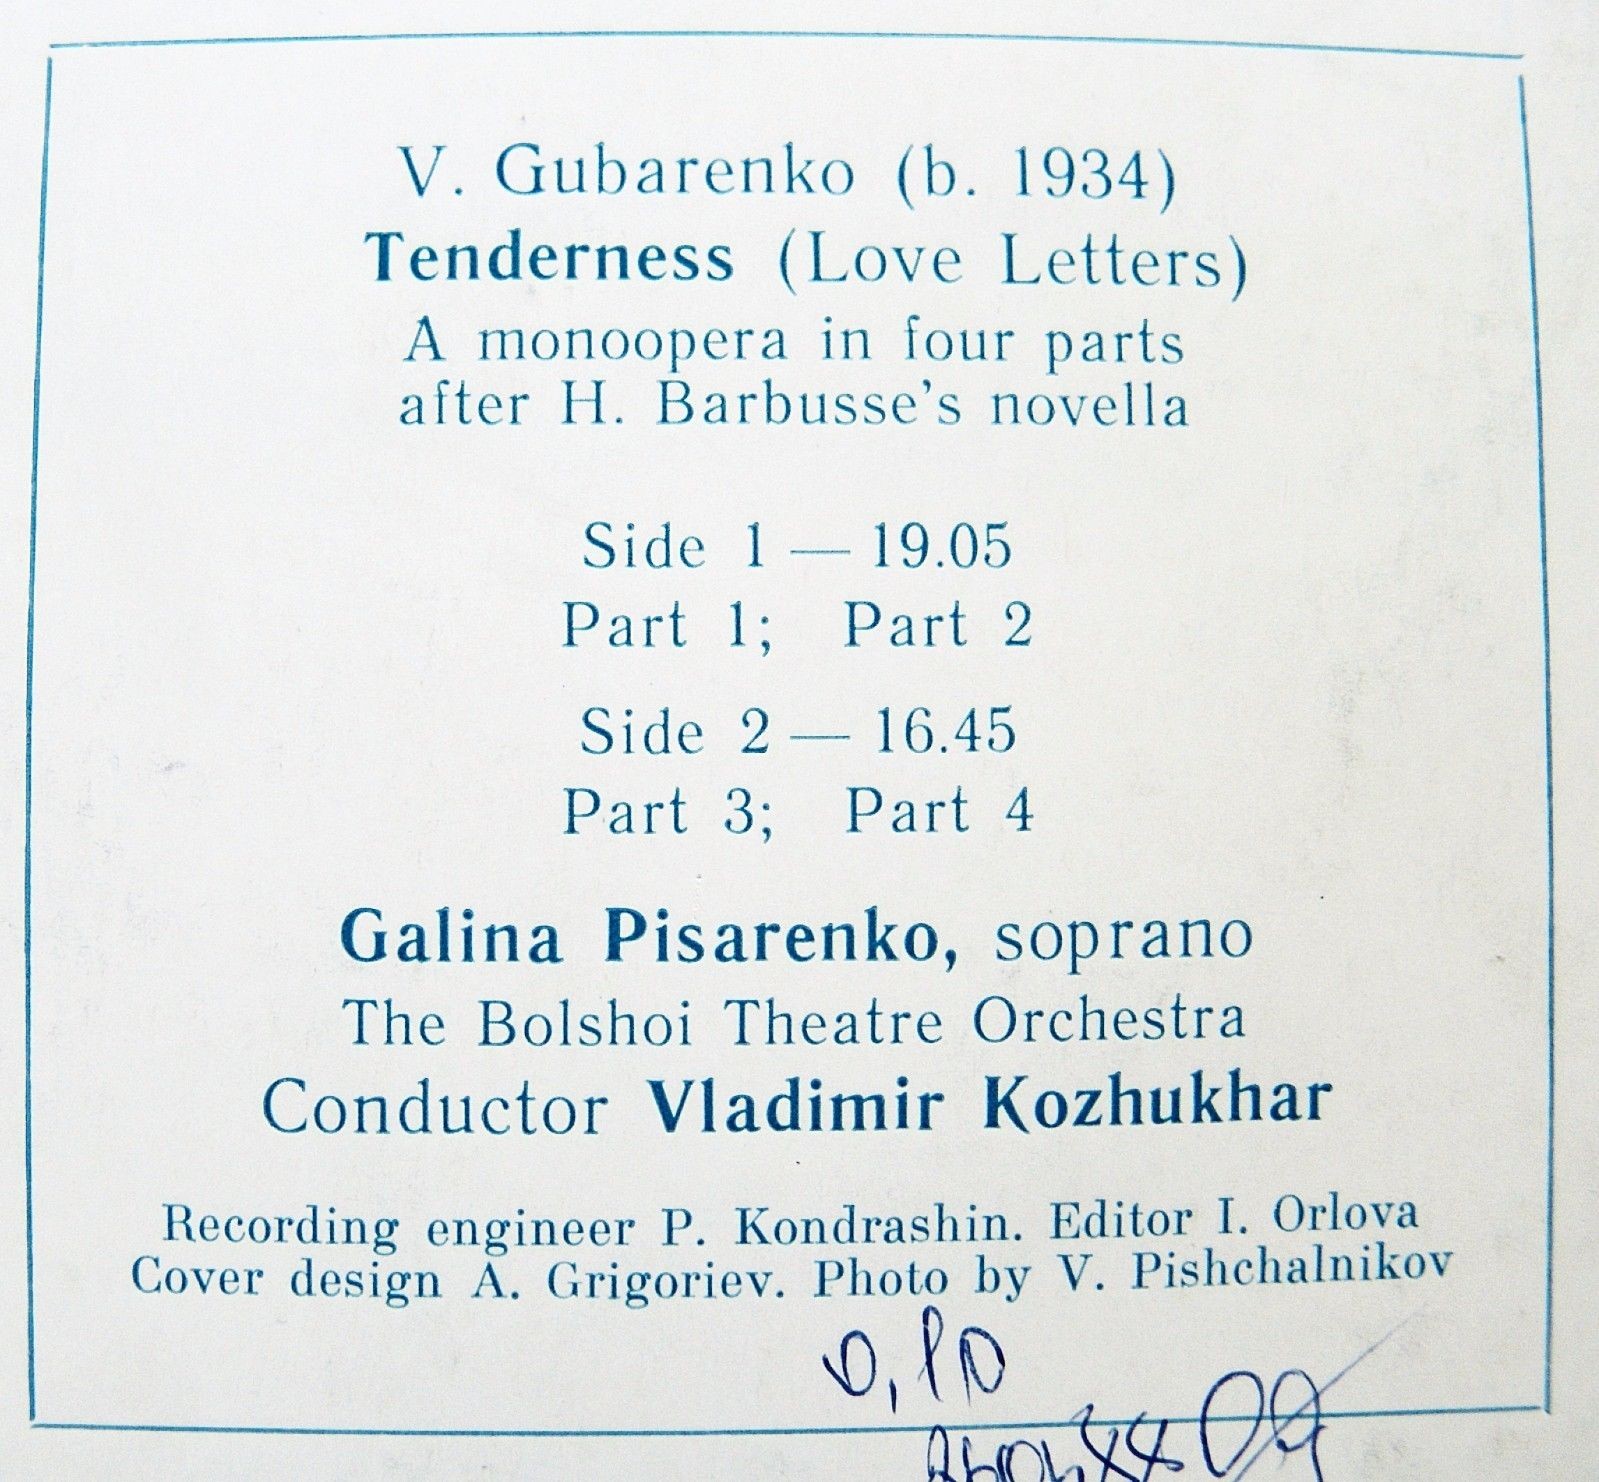 V. Gubarenko (b. 1934)
Tenderness (Love Letters)
A monoopera in four parts
after H. Barbusse's novella
Side 1 — 19.05
Part 1; Part 2
Side 2 — 16.45
Part 3; Part 4
Galina Pisarenko, soprano
The Bolshoi Theatre Orchestra
Conductor Vladimir Kozhukhar
Recording engineer P. Kondrashin. Editor I. Orlova
Cover design A. Grigoriev. Photo by V. Pishchalnikov